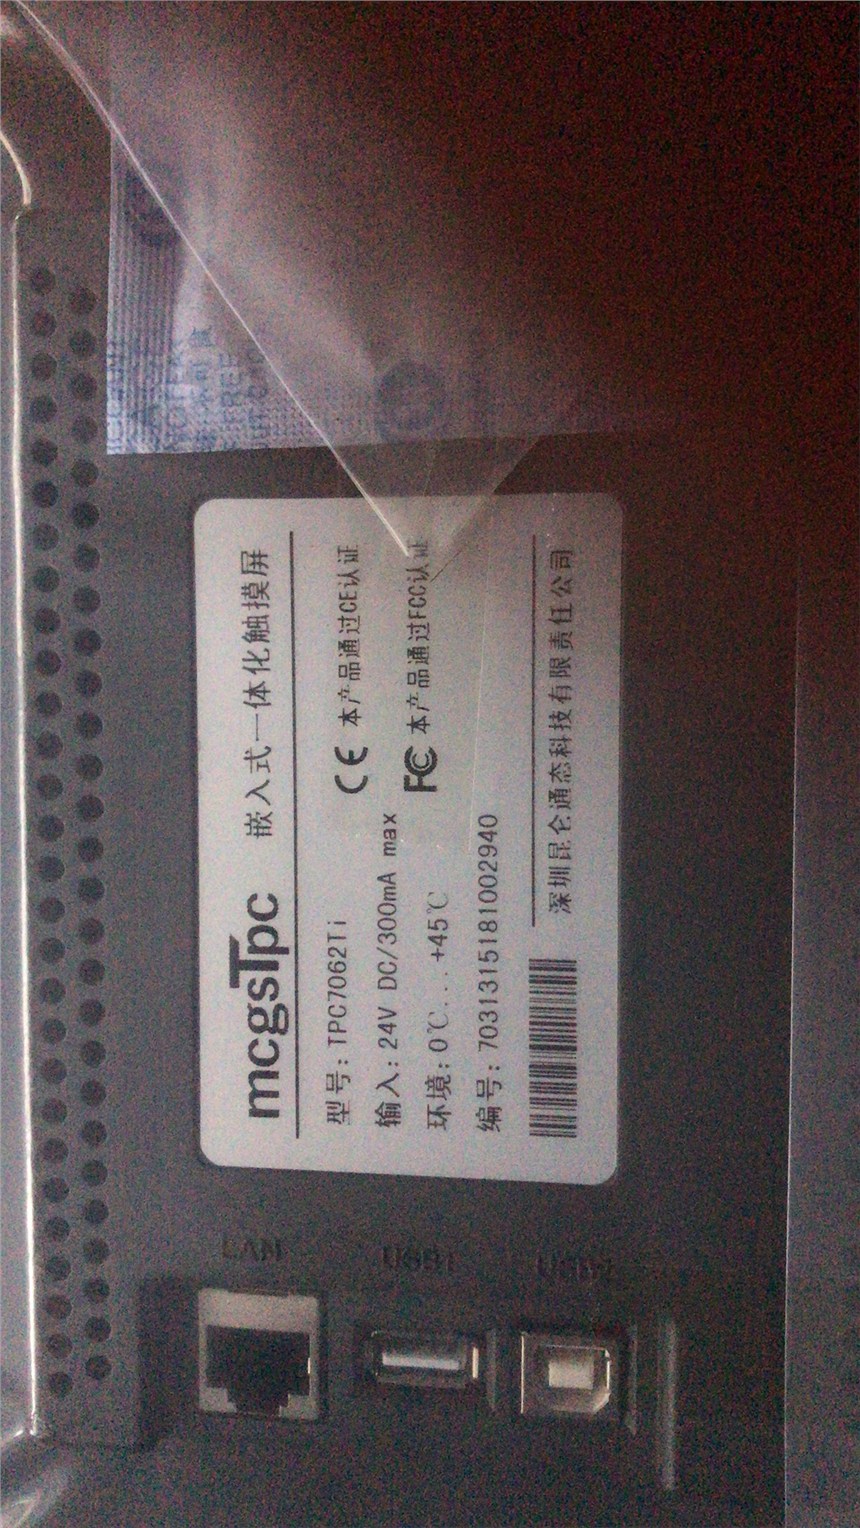 mcgsTpc 嵌入式一体化触摸屏
型号: TPC7062Ti
输入: 24V DC/300mA max
CE 本产品通过CE认证
环境: 0℃...+45℃
FC 本产品通过FCC认证
编号: 7031315181002940
深圳昆仑通态科技有限责任公司
LAN
USB1
USB2
FREE